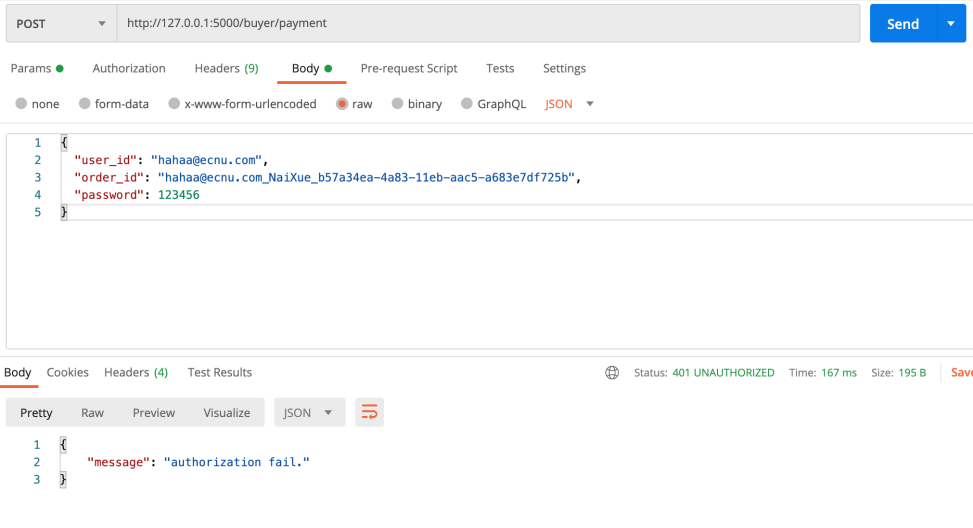 POST http://127.0.0.1:5000/buyer/payment Send
Params Authorization Headers (9) Body Pre-request Script Tests Settings
none form-data x-www-form-urlencoded raw binary GraphQL JSON
1 {
2 "user_id": "hahaa@ecnu.com",
3 "order_id": "hahaa@ecnu.com_NaiXue_b57a34ea-4a83-11eb-aac5-a683e7df725b",
4 "password": 123456
5 }
Body Cookies Headers (4) Test Results Status: 401 UNAUTHORIZED Time: 167 ms Size: 195 B Save
Pretty Raw Preview Visualize JSON
1 {
2 "message": "authorization fail."
3 }